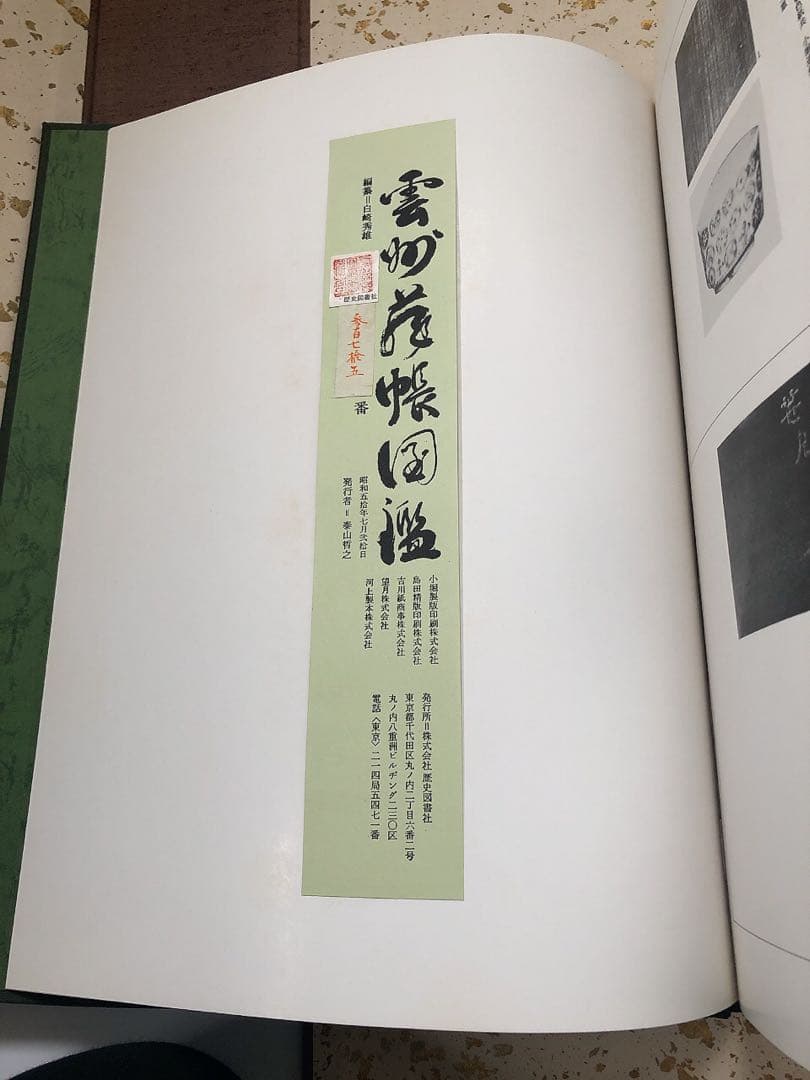 雲州蔵帳図鑑
編纂＝白崎秀雄
歴史図書社
参百七拾五
番
昭和五拾年七月弐拾日
発行者＝泰山哲之
小堀製版印刷株式会社
島田精版印刷株式会社
吉川紙商事株式会社
望月株式会社
河上製本株式会社
発行所＝株式会社 歴史図書社
東京都千代田区丸ノ内二丁目六番二号
丸ノ内八重洲ビルヂング二三〇区
電話〈東京〉二一四局五四七一番